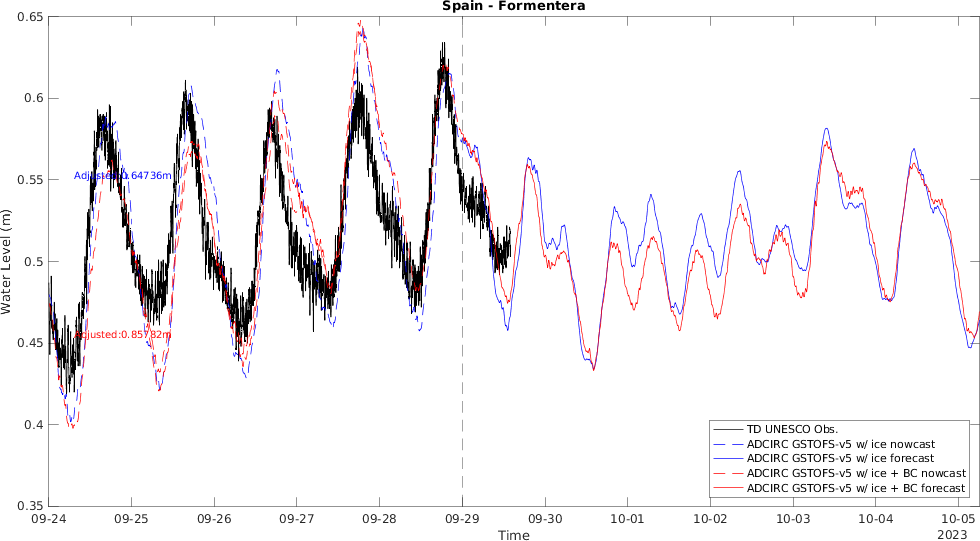 Spain - Formentera
0.65
0.6
0.55
0.5
0.45
0.4
0.35
Water Level (m)
Adjusted:0.64736m
Adjusted:0.85732m
TD UNESCO Obs.
ADCIRC GSTOFS-v5 w/ ice nowcast
ADCIRC GSTOFS-v5 w/ ice forecast
ADCIRC GSTOFS-v5 w/ ice + BC nowcast
ADCIRC GSTOFS-v5 w/ ice + BC forecast
09-24 09-25 09-26 09-27 09-28 09-29 09-30 10-01 10-02 10-03 10-04 10-05
Time
2023